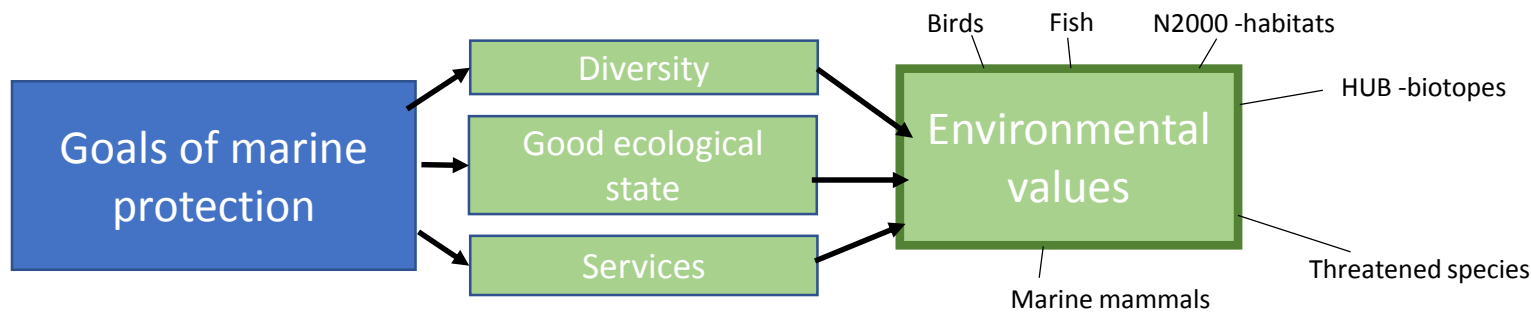 Birds
Fish
N2000 -habitats
Diversity
HUB -biotopes
Goals of marine
protection
Good ecological
state
Environmental
values
Services
Threatened species
Marine mammals